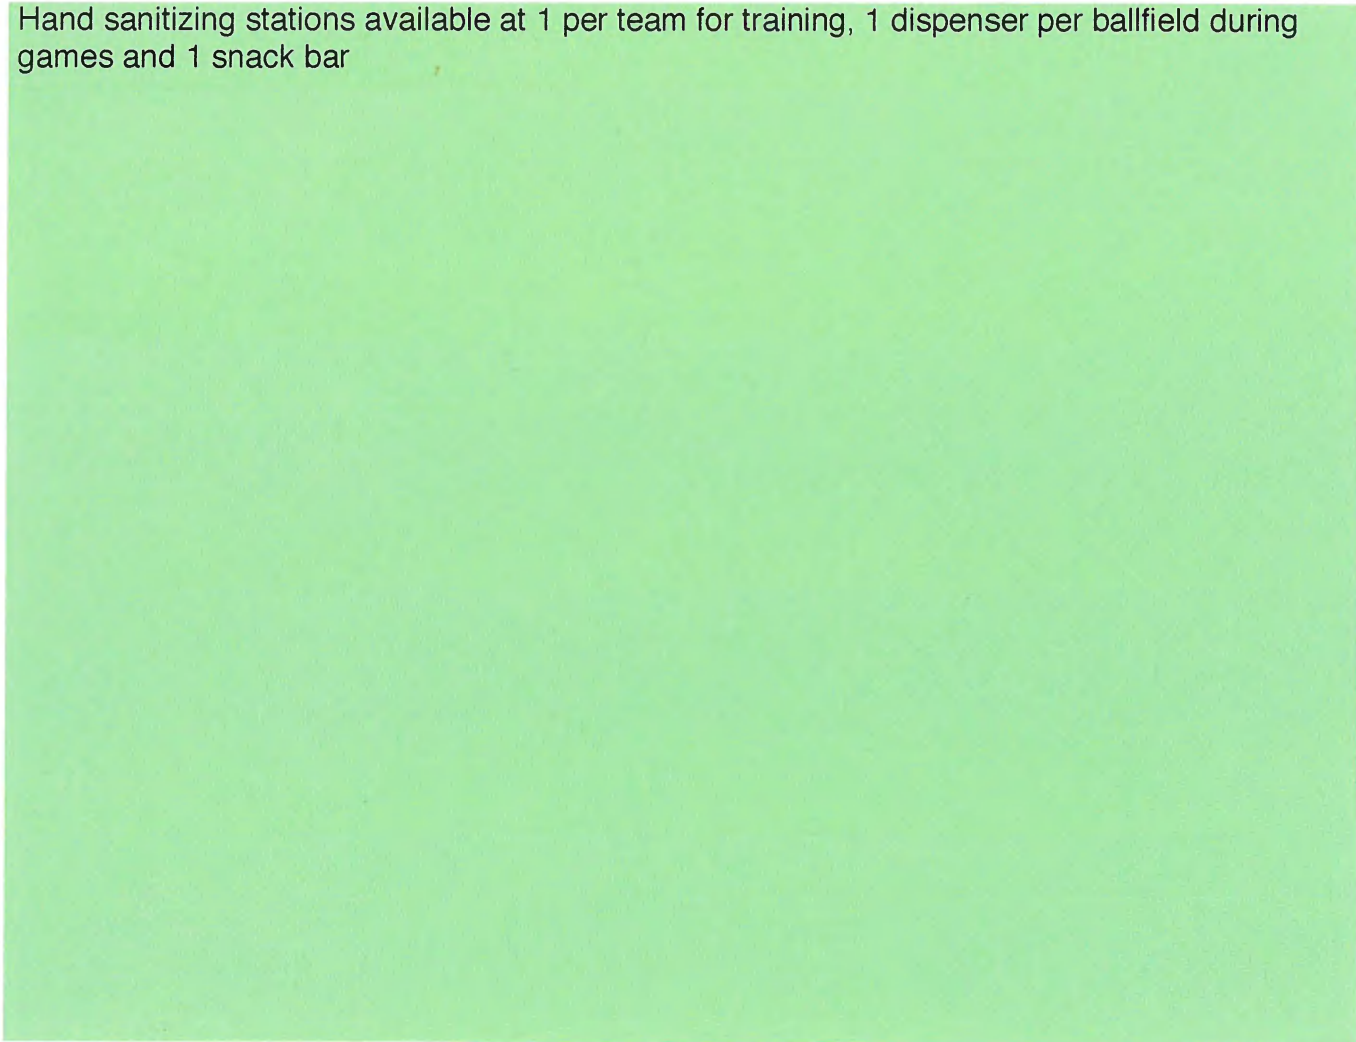 Hand sanitizing stations available at 1 per team for training, 1 dispenser per ballfield during
games and 1 snack bar